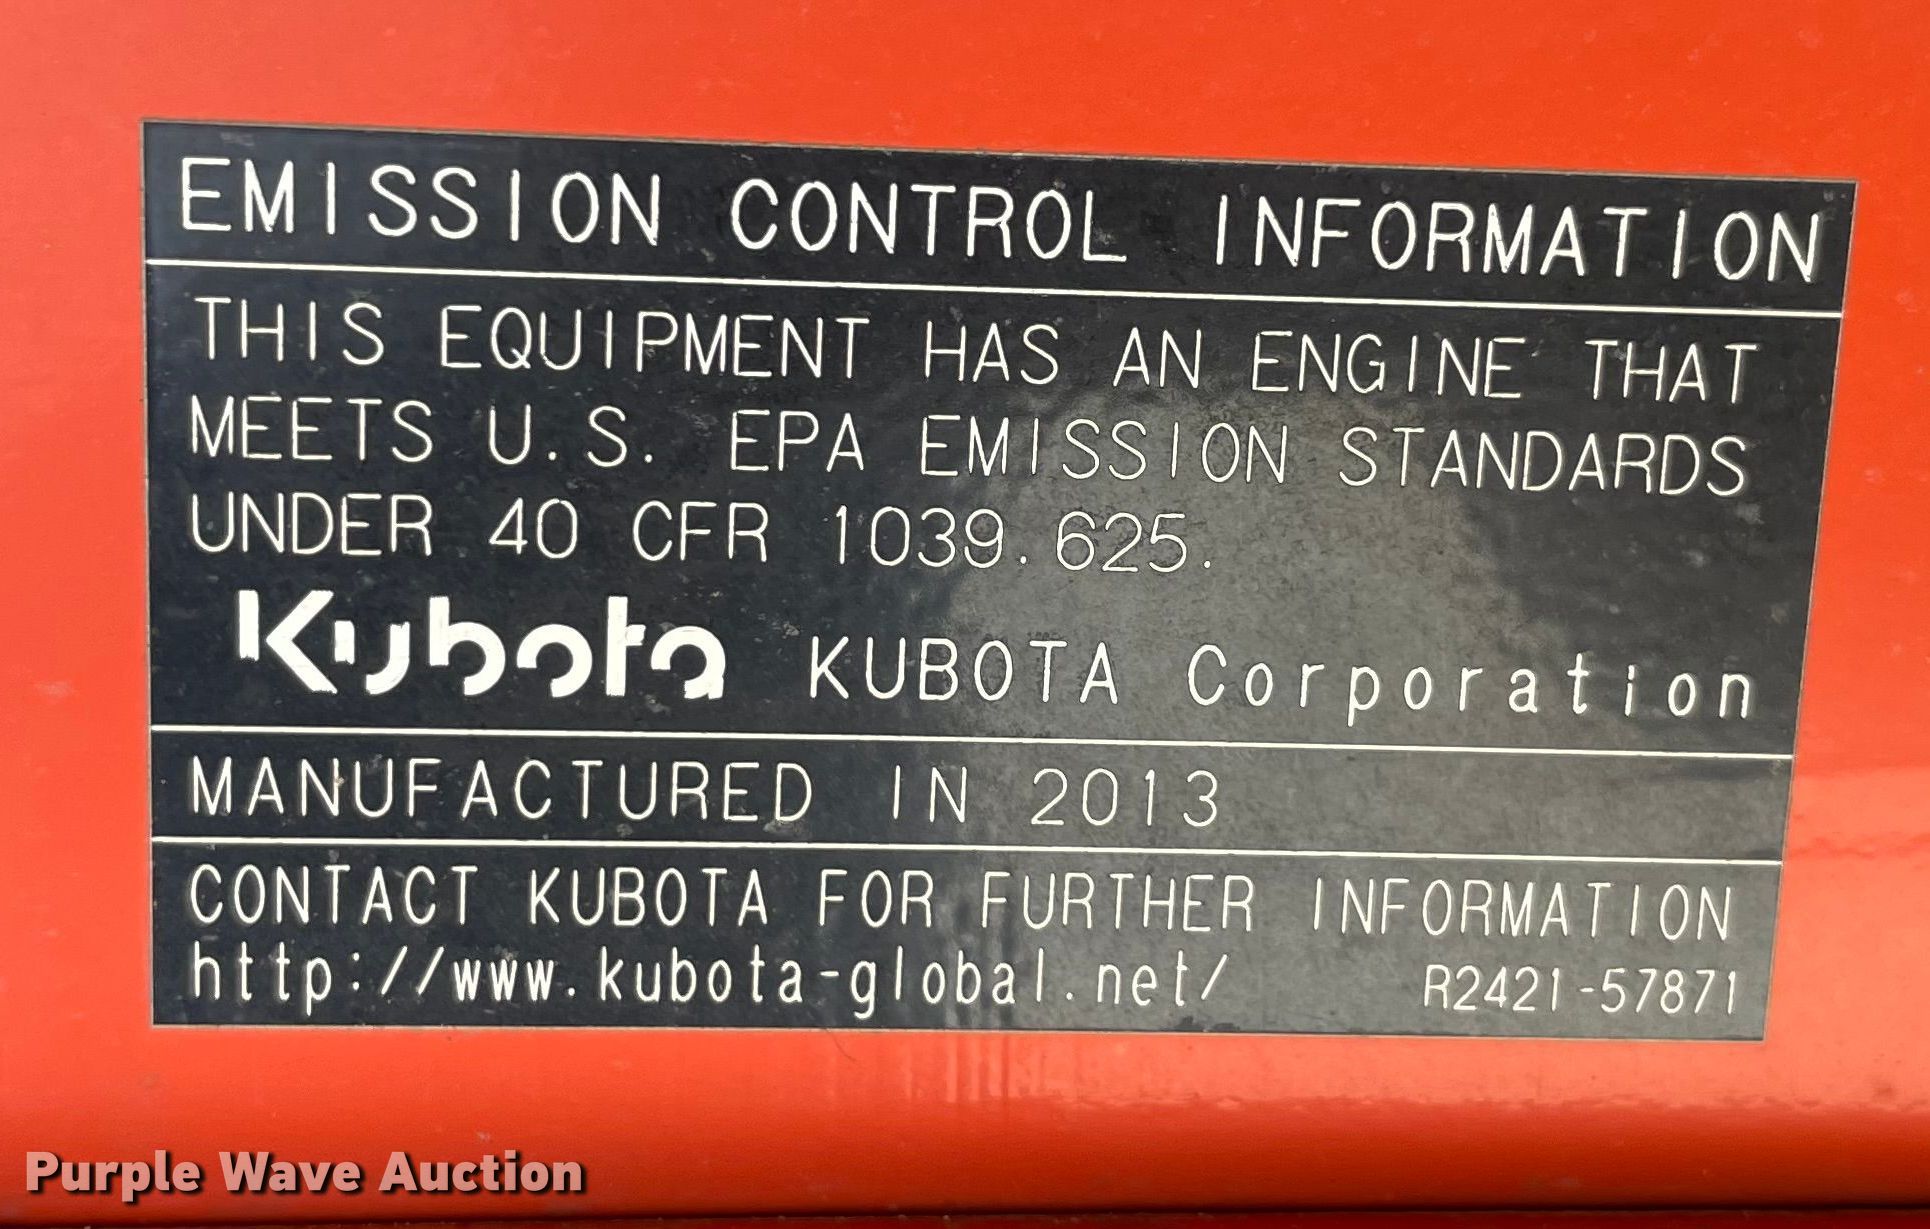 EMISSION CONTROL INFORMATION
THIS EQUIPMENT HAS AN ENGINE THAT
MEETS U.S. EPA EMISSION STANDARDS
UNDER 40 CFR 1039.625.
Kubota KUBOTA Corporation
MANUFACTURED IN 2013
CONTACT KUBOTA FOR FURTHER INFORMATION
http://www.kubota-global.net/ R2421-57871
Purple Wave Auction